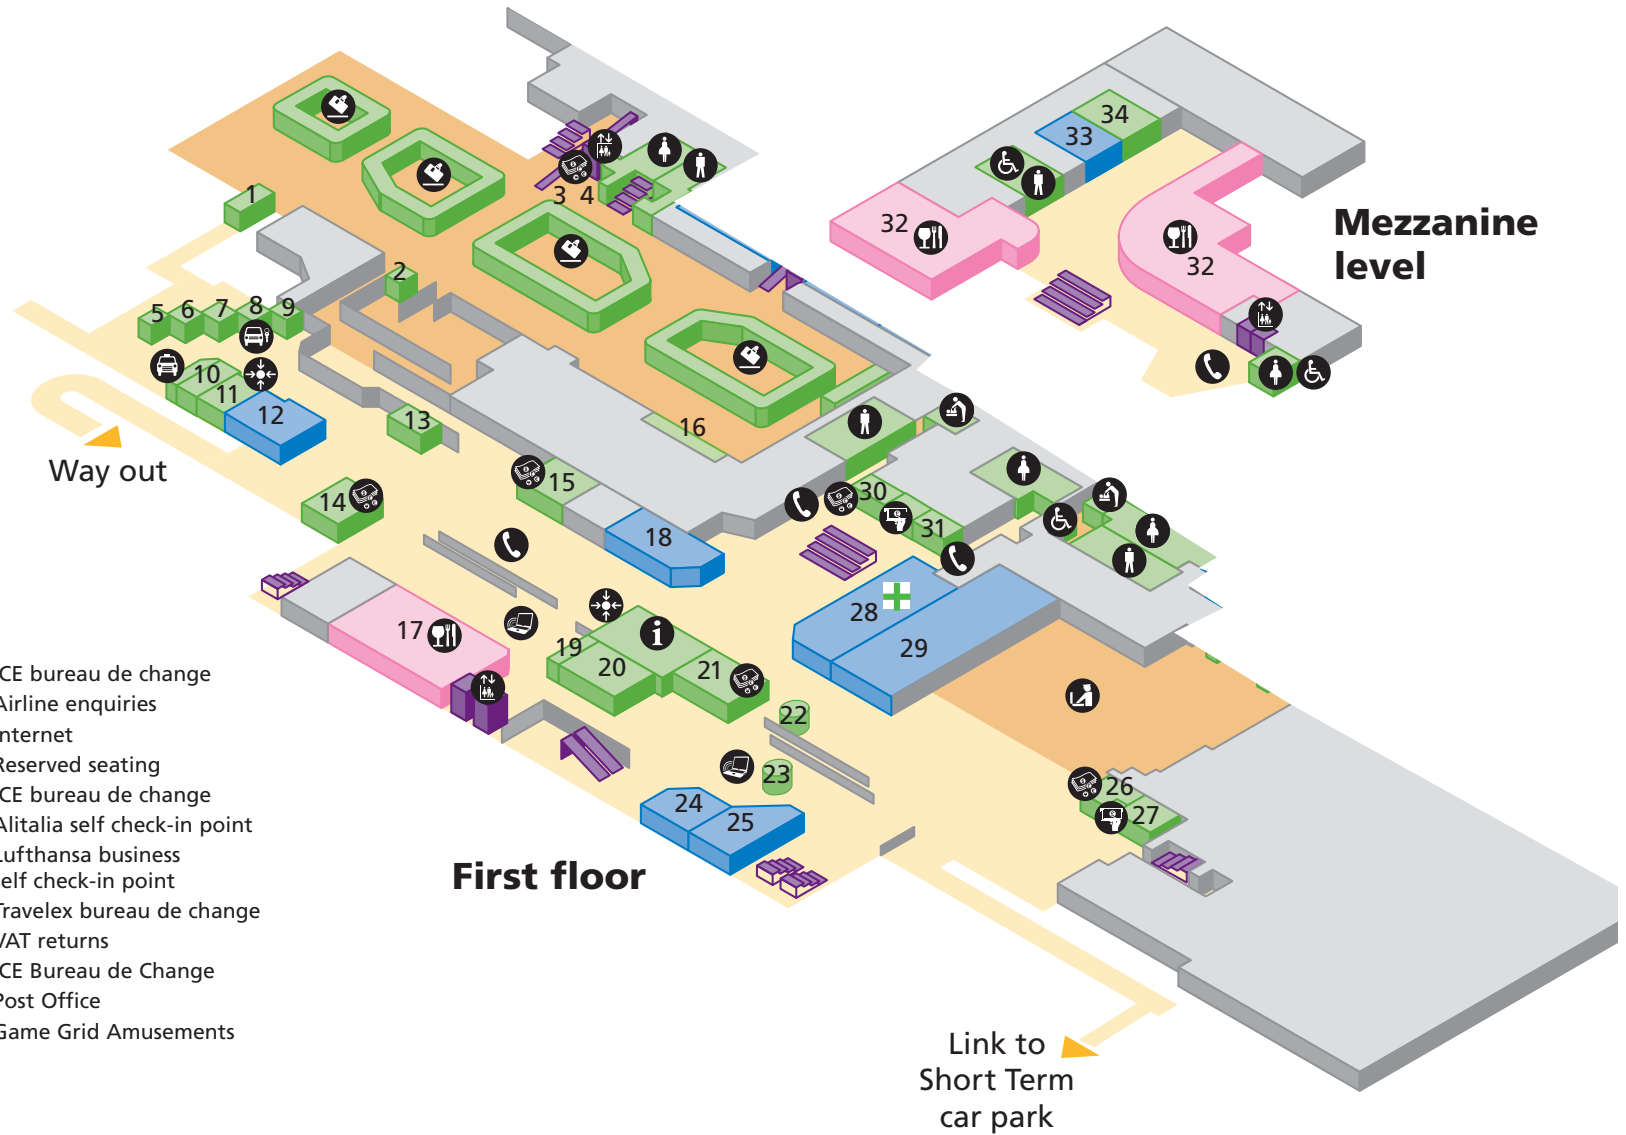 1
2
3 4
5 6 7 8 9
10
11
12
13
14
15
16
17
18
19
20
21
22
23
24
25
26
27
28
29
30
31
32
32
33
34
Mezzanine
level
Way out
First floor
Link to
Short Term
car park
CE bureau de change
Airline enquiries
nternet
Reserved seating
CE bureau de change
Alitalia self check-in point
Lufthansa business
self check-in point
Travelex bureau de change
VAT returns
CE Bureau de Change
Post Office
Game Grid Amusements